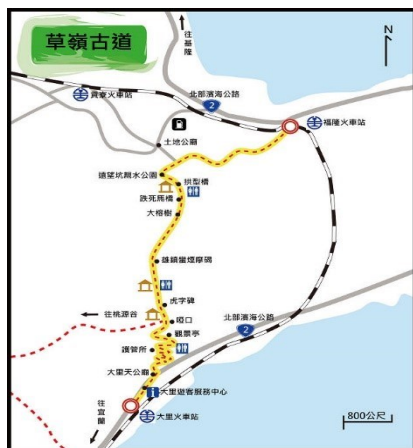 草嶺古道
往基隆
N
貢寮火車站
北部濱海公路
2
福隆火車站
土地公廟
遠望坑親水公園
拱型橋
跌死馬橋
大榕樹
雄鎮蠻煙摩碣
虎字碑
往桃源谷
啞口
觀景亭
北部濱海公路
2
護管所
大里天公廟
i
大里遊客服務中心
往宜蘭
大里火車站
800公尺